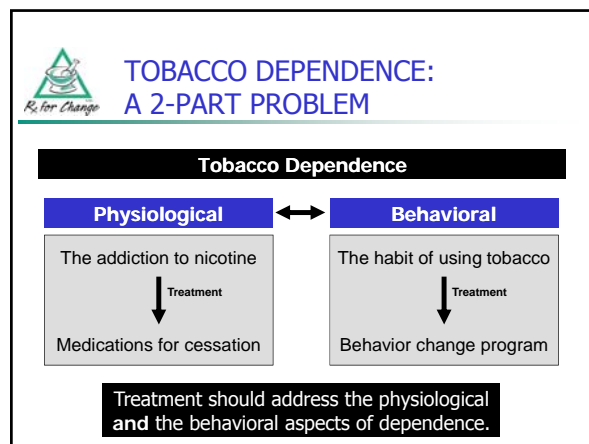 Rx for Change
TOBACCO DEPENDENCE:
A 2-PART PROBLEM
Tobacco Dependence
Physiological
The addiction to nicotine
Treatment
Medications for cessation
Behavioral
The habit of using tobacco
Treatment
Behavior change program
Treatment should address the physiological
and the behavioral aspects of dependence.